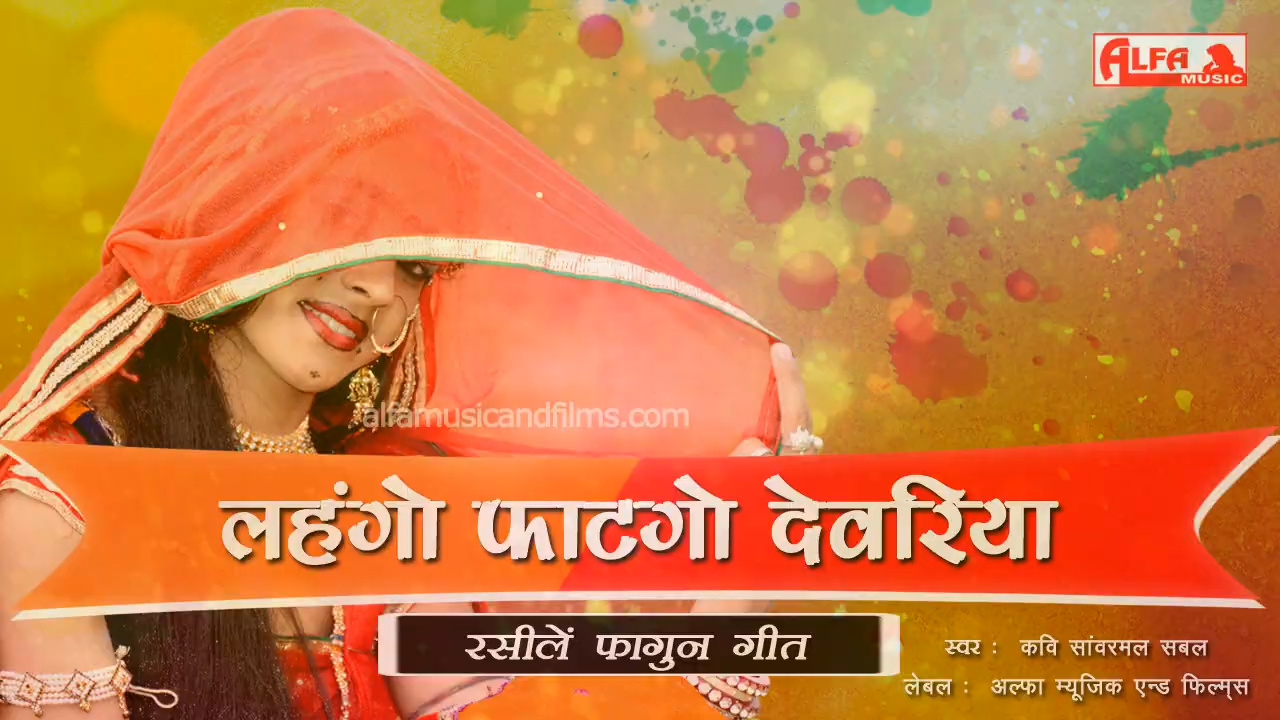 ALFA
MUSIC
alfamusicandfilms.com
लहंगो फाटगो देवरिया
रसीलें फागुन गीत
स्वर : कवि सांवरमल सबल
लेबल : अल्फा म्यूजिक एन्ड फिल्म्स